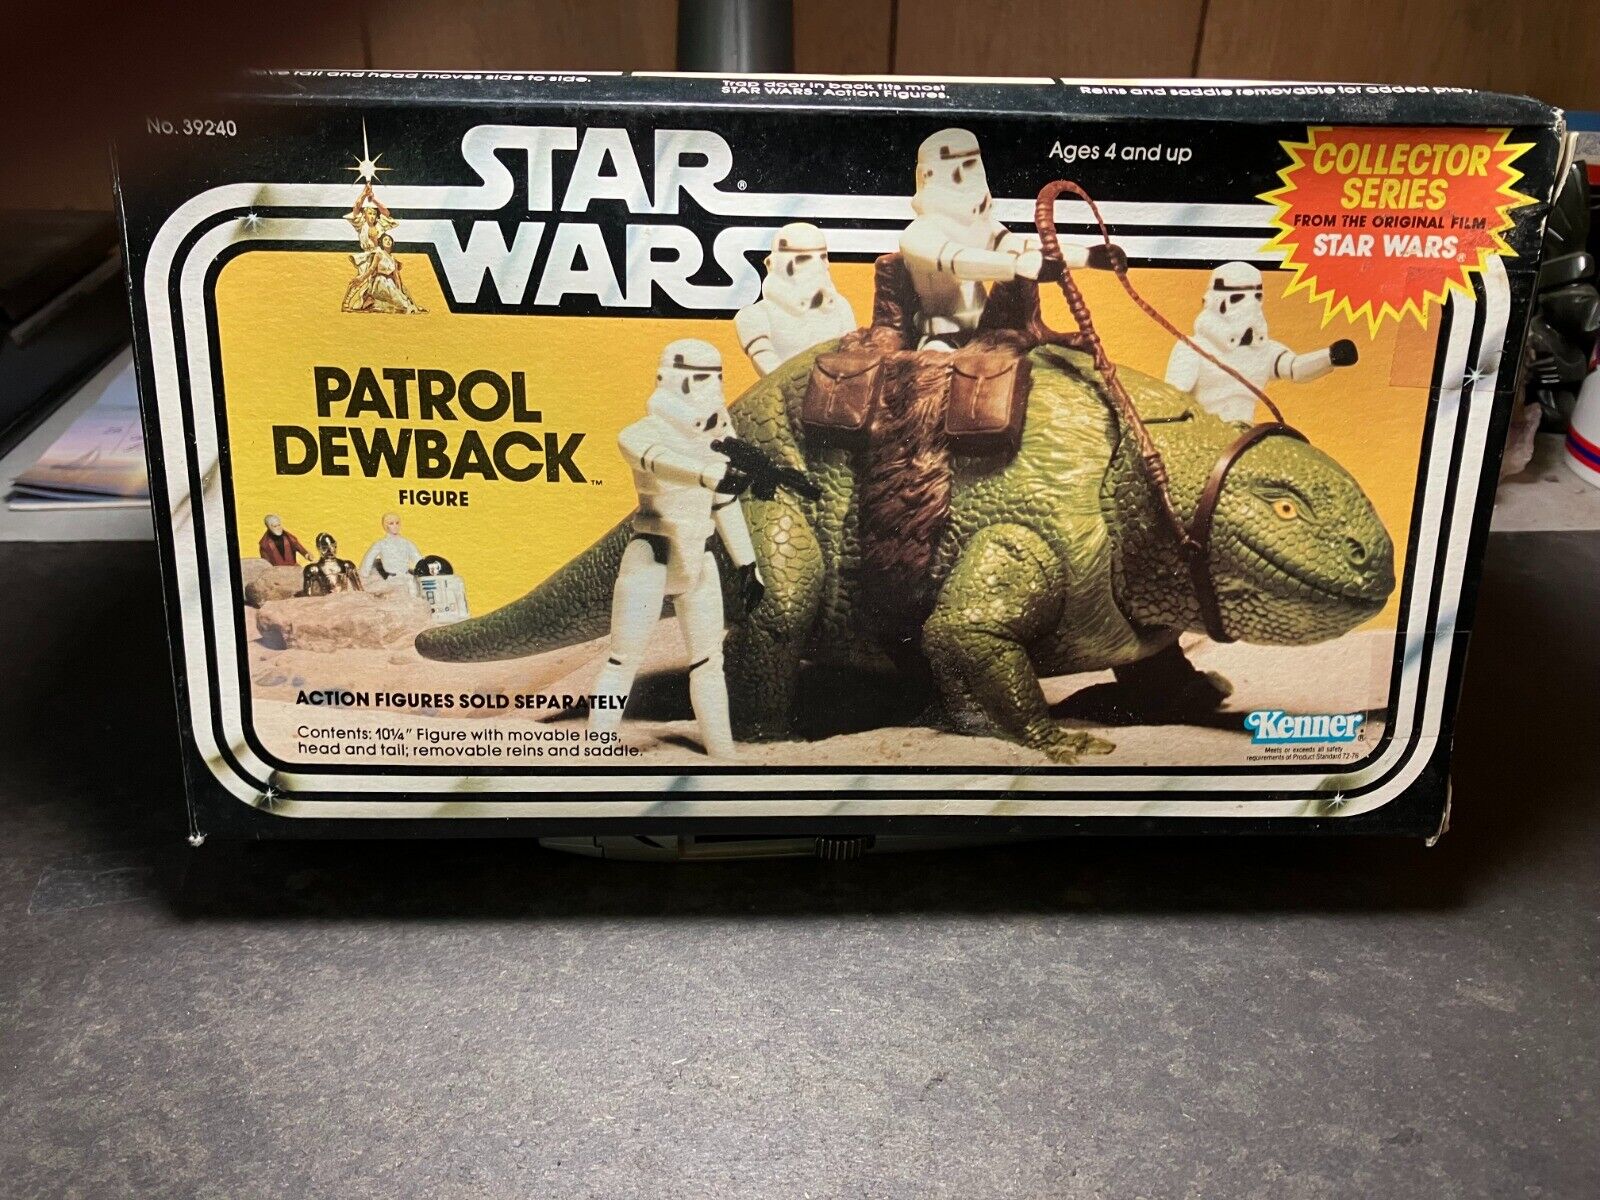 tail and head moves side to side.
Trap door in back fits most
STAR WARS. Action Figures.
Reins and saddle removable for added play.
No. 39240
STAR
WARS
®
Ages 4 and up
COLLECTOR
SERIES
FROM THE ORIGINAL FILM
STAR WARS®
PATROL
DEWBACK™
FIGURE
ACTION FIGURES SOLD SEPARATELY
Contents: 10¼" Figure with movable legs,
head and tail; removable reins and saddle.
Kenner®
Meets or exceeds all safety
requirements of Product Standard 72-76